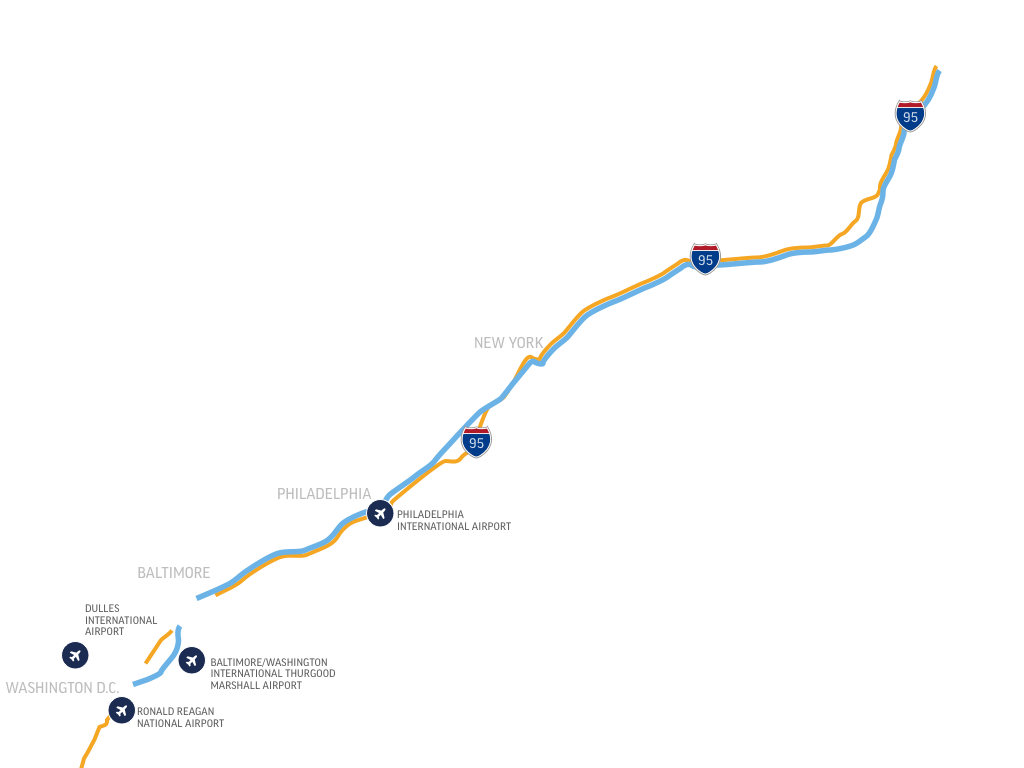 95
95
NEW YORK
95
PHILADELPHIA
PHILADELPHIA
INTERNATIONAL AIRPORT
BALTIMORE
DULLES
INTERNATIONAL
AIRPORT
BALTIMORE/WASHINGTON
INTERNATIONAL THURGOOD
MARSHALL AIRPORT
WASHINGTON D.C.
RONALD REAGAN
NATIONAL AIRPORT